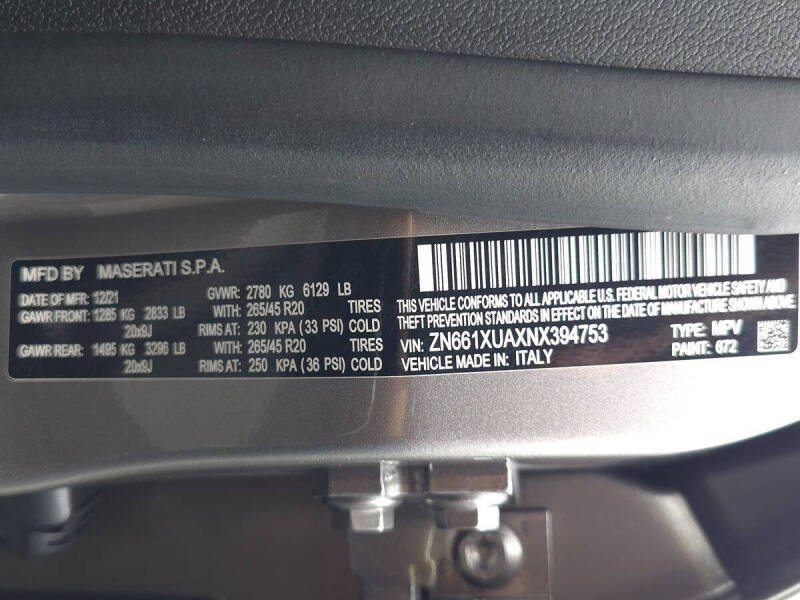 MFD BY MASERATI S.P.A.
DATE OF MFR: 12/21 GVWR: 2780 KG 6129 LB
GAWR FRONT: 1285 KG 2833 LB WITH: 265/45 R20 TIRES
20x9J RIMS AT: 230 KPA (33 PSI) COLD
GAWR REAR: 1495 KG 3296 LB WITH: 265/45 R20 TIRES
20x9J RIMS AT: 250 KPA (36 PSI) COLD
THIS VEHICLE CONFORMS TO ALL APPLICABLE U.S. FEDERAL MOTOR VEHICLE SAFETY, BUMPER, AND
THEFT PREVENTION STANDARDS IN EFFECT ON THE DATE OF MANUFACTURE SHOWN ABOVE.
VIN: ZN661XUAXNX394753 TYPE: MPV
VEHICLE MADE IN: ITALY PAINT: 672